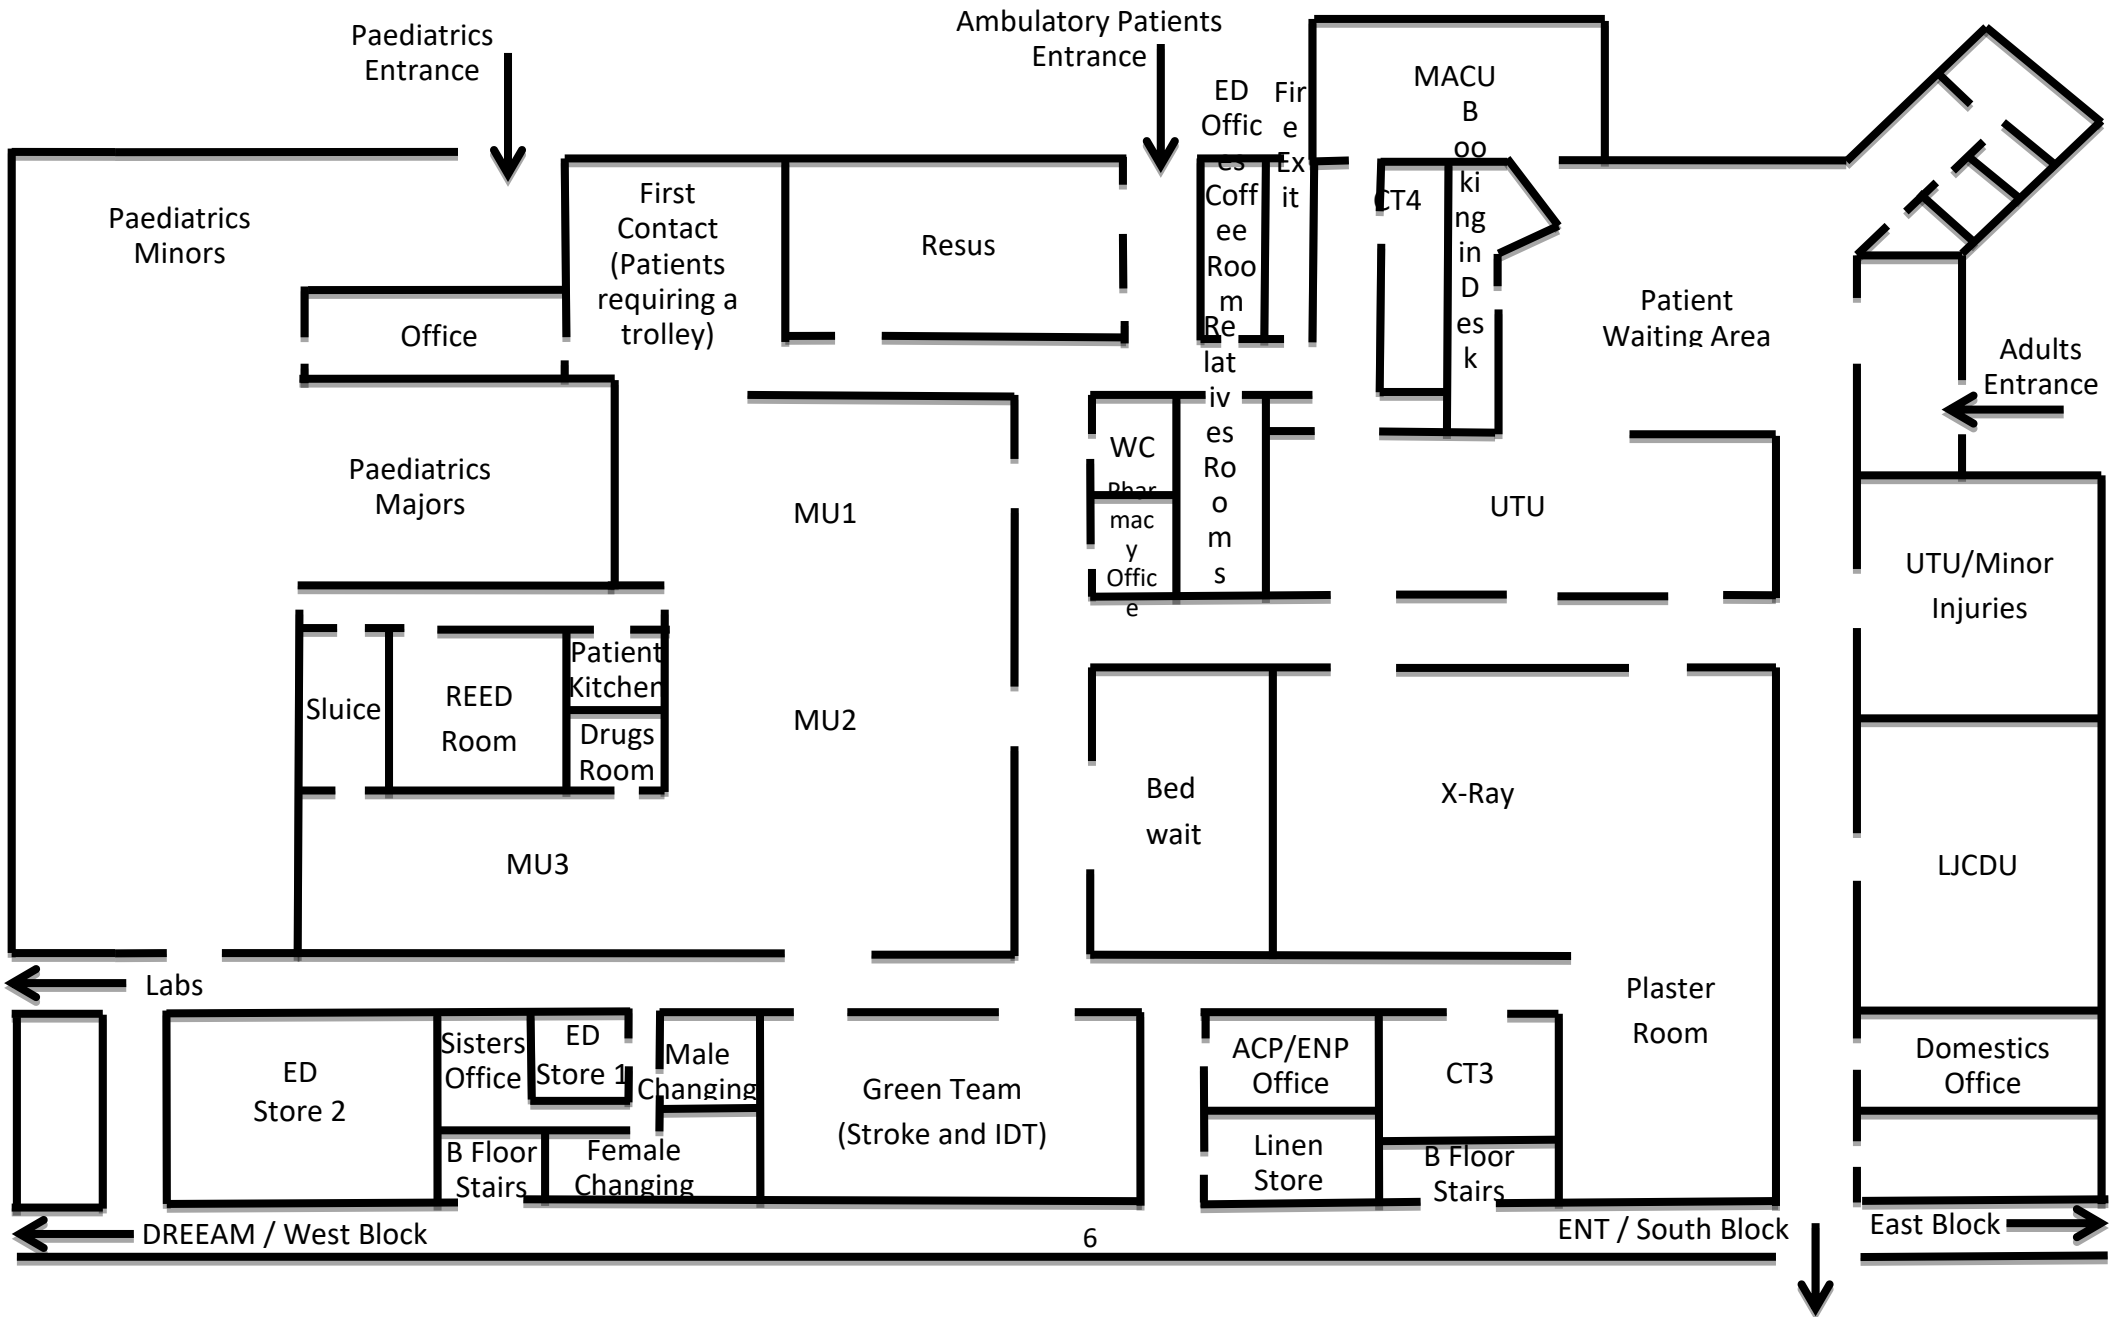 Paediatrics
Entrance
Ambulatory Patients
Entrance
MACU
ED
Offic
es
Coff
ee
Roo
m
Fir
e
Ex
it
B
oo
ki
ng
in
D
es
k
CT4
Paediatrics
Minors
First
Contact
(Patients
requiring a
trolley)
Resus
Office
Patient
Waiting Area
Adults
Entrance
Re
lat
iv
es
Ro
o
m
s
Paediatrics
Majors
MU1
WC
Phar
mac
y
Offic
e
UTU
UTU/Minor
Injuries
Sluice
REED
Room
Patient
Kitchen
Drugs
Room
MU2
Bed
wait
X-Ray
MU3
LJCDU
Labs
Plaster
Room
ED
Store 2
Sisters
Office
ED
Store 1
Male
Changing
Green Team
(Stroke and IDT)
ACP/ENP
Office
CT3
Domestics
Office
B Floor
Stairs
Female
Changing
Linen
Store
B Floor
Stairs
DREEAM / West Block
6
ENT / South Block
East Block